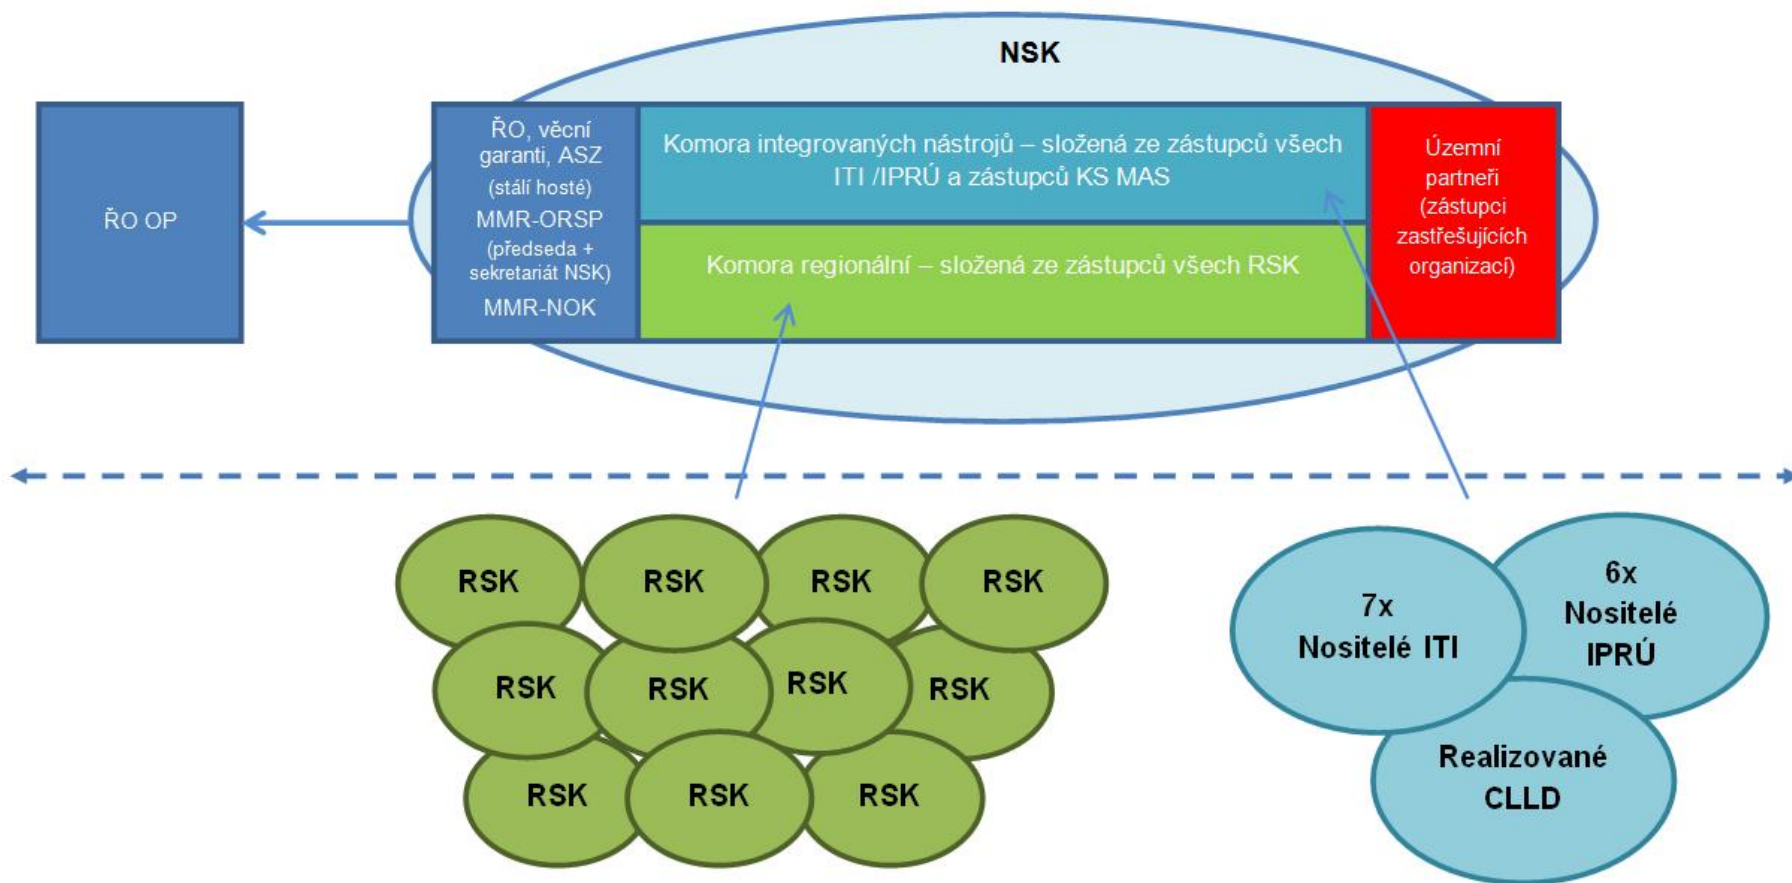 NSK
ŘO OP
ŘO, věcní
garanti, ASZ
(stálí hosté)
MMR-ORSP
(předseda +
sekretariát NSK)
MMR-NOK
Komora integrovaných nástrojů – složená ze zástupců všech
ITI /IPRÚ a zástupců KS MAS
Komora regionální – složená ze zástupců všech RSK
Územní
partneři
(zástupci
zastřešujících
organizací)
RSK
RSK
RSK
RSK
RSK
RSK
RSK
RSK
RSK
RSK
RSK
7x
Nositelé ITI
6x
Nositelé
IPRÚ
Realizované
CLLD